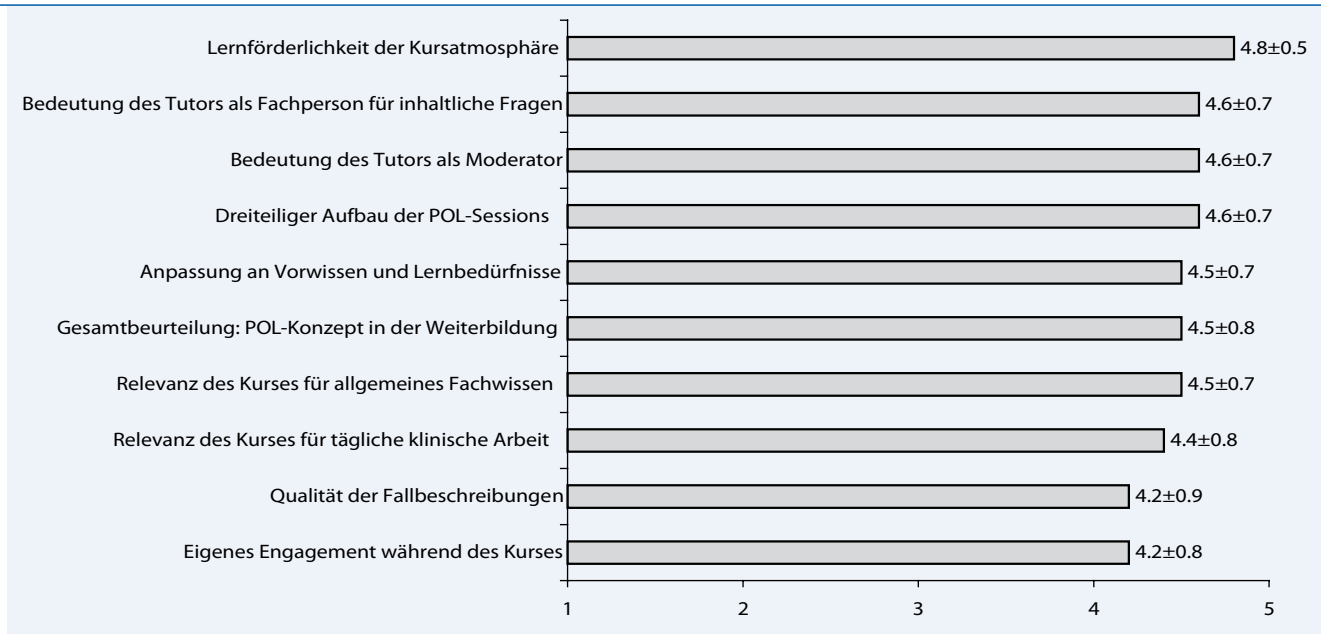 Lernförderlichkeit der Kursatmosphäre 4.8±0.5
Bedeutung des Tutors als Fachperson für inhaltliche Fragen 4.6±0.7
Bedeutung des Tutors als Moderator 4.6±0.7
Dreiteiliger Aufbau der POL-Sessions 4.6±0.7
Anpassung an Vorwissen und Lernbedürfnisse 4.5±0.7
Gesamtbeurteilung: POL-Konzept in der Weiterbildung 4.5±0.8
Relevanz des Kurses für allgemeines Fachwissen 4.5±0.7
Relevanz des Kurses für tägliche klinische Arbeit 4.4±0.8
Qualität der Fallbeschreibungen 4.2±0.9
Eigenes Engagement während des Kurses 4.2±0.8
1 2 3 4 5